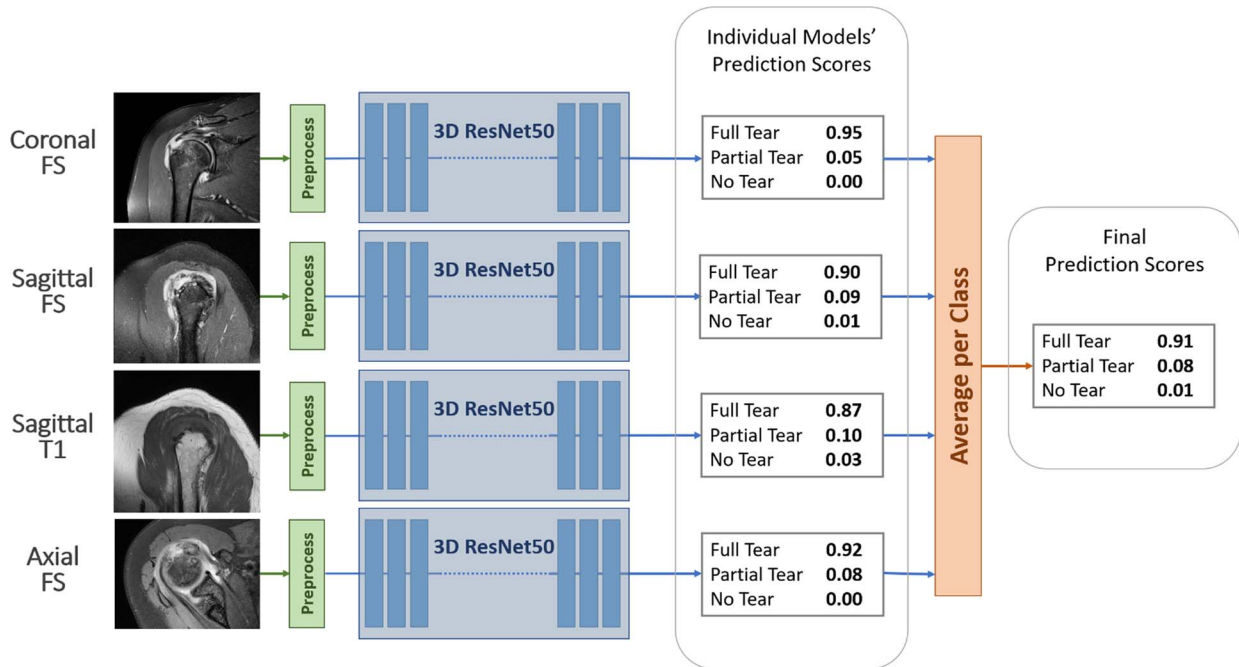 Individual Models'
Prediction Scores
Coronal
FS
Preprocess
3D ResNet50
Full Tear 0.95
Partial Tear 0.05
No Tear 0.00
Sagittal
FS
Preprocess
3D ResNet50
Full Tear 0.90
Partial Tear 0.09
No Tear 0.01
Sagittal
T1
Preprocess
3D ResNet50
Full Tear 0.87
Partial Tear 0.10
No Tear 0.03
Axial
FS
Preprocess
3D ResNet50
Full Tear 0.92
Partial Tear 0.08
No Tear 0.00
Average per Class
Final
Prediction Scores
Full Tear 0.91
Partial Tear 0.08
No Tear 0.01